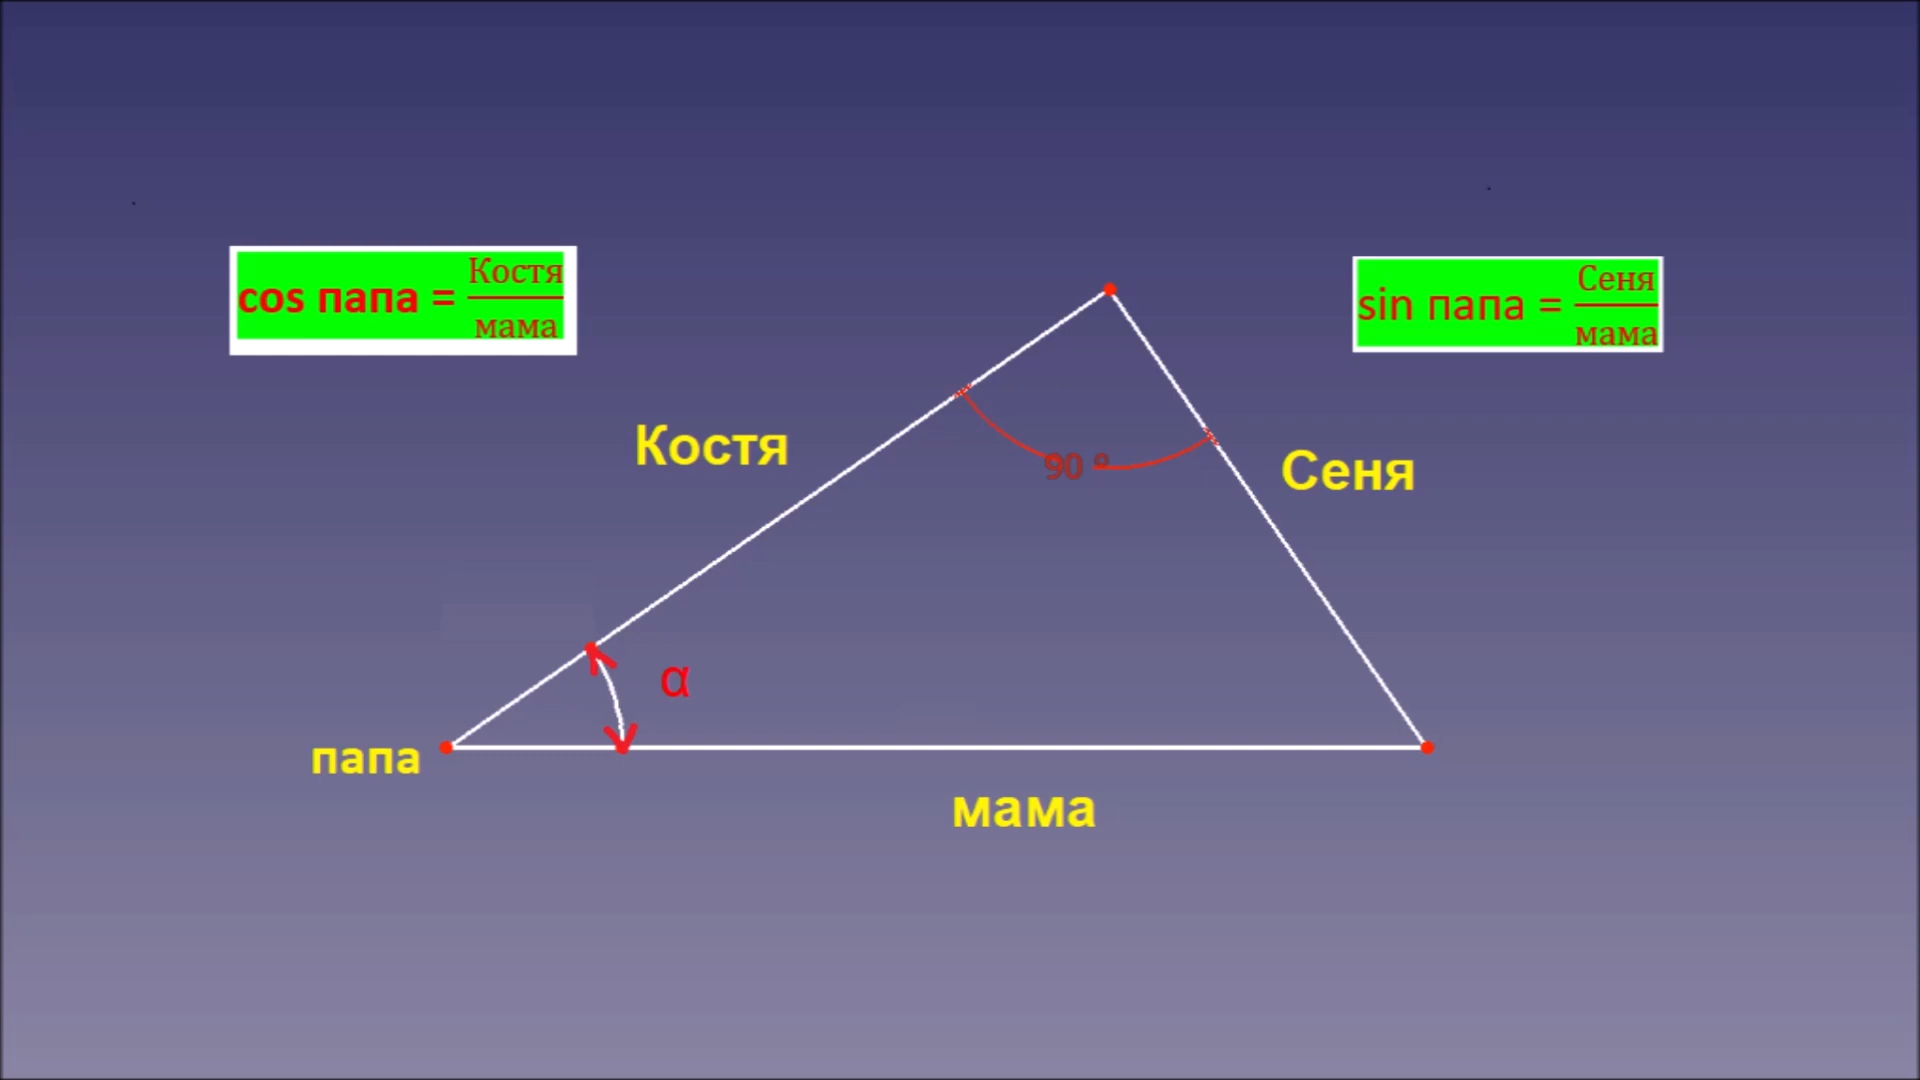 cos папа = Костя/мама
sin папа = Сеня/мама
Костя
90 °
Сеня
α
папа
мама